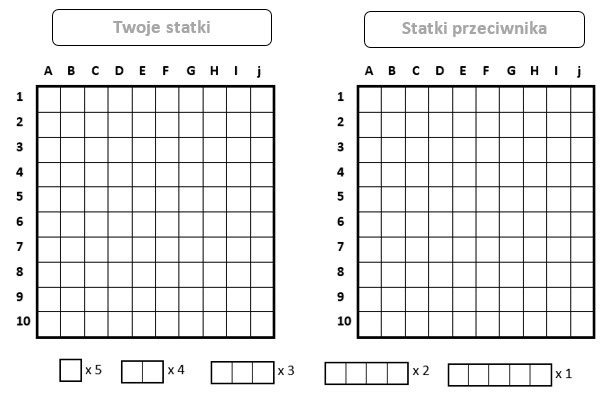 Twoje statki
Statki przeciwnika
A B C D E F G H I j
A B C D E F G H I j
1 1
2 2
3 3
4 4
5 5
6 6
7 7
8 8
9 9
10 10
x 5 x 4 x 3 x 2 x 1